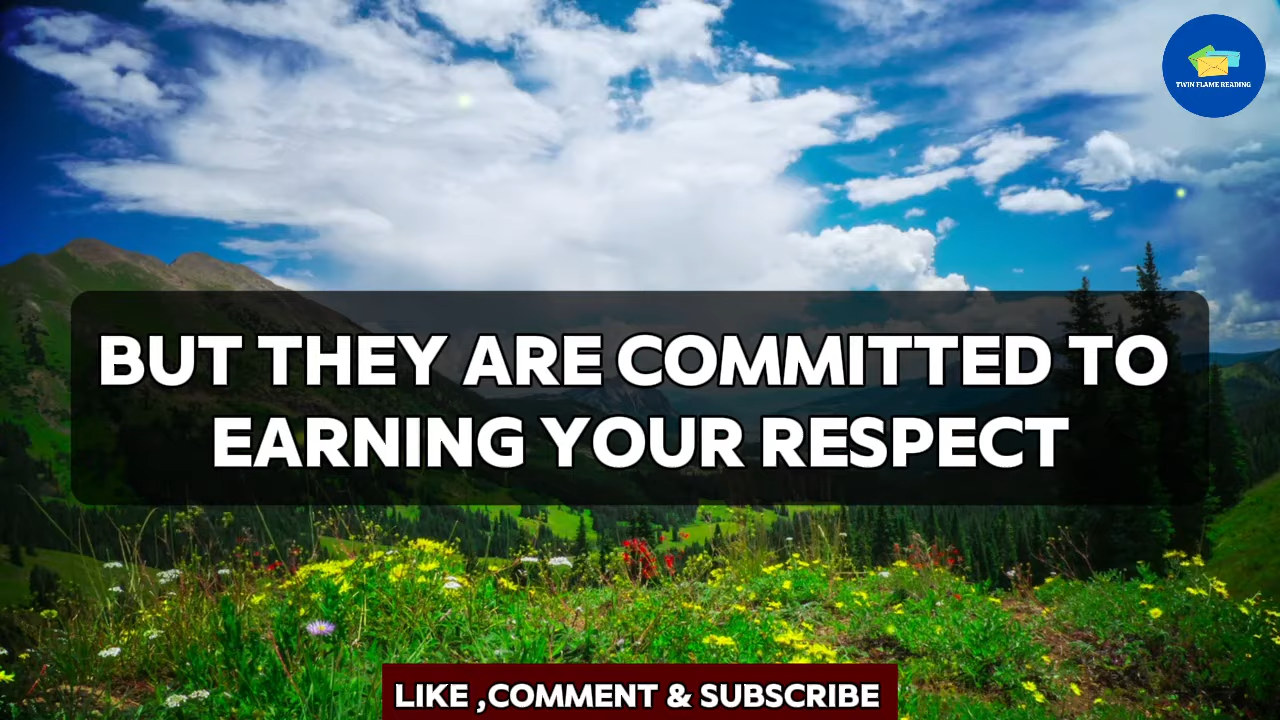 TWIN FLAME READING
BUT THEY ARE COMMITTED TO
EARNING YOUR RESPECT
LIKE ,COMMENT & SUBSCRIBE